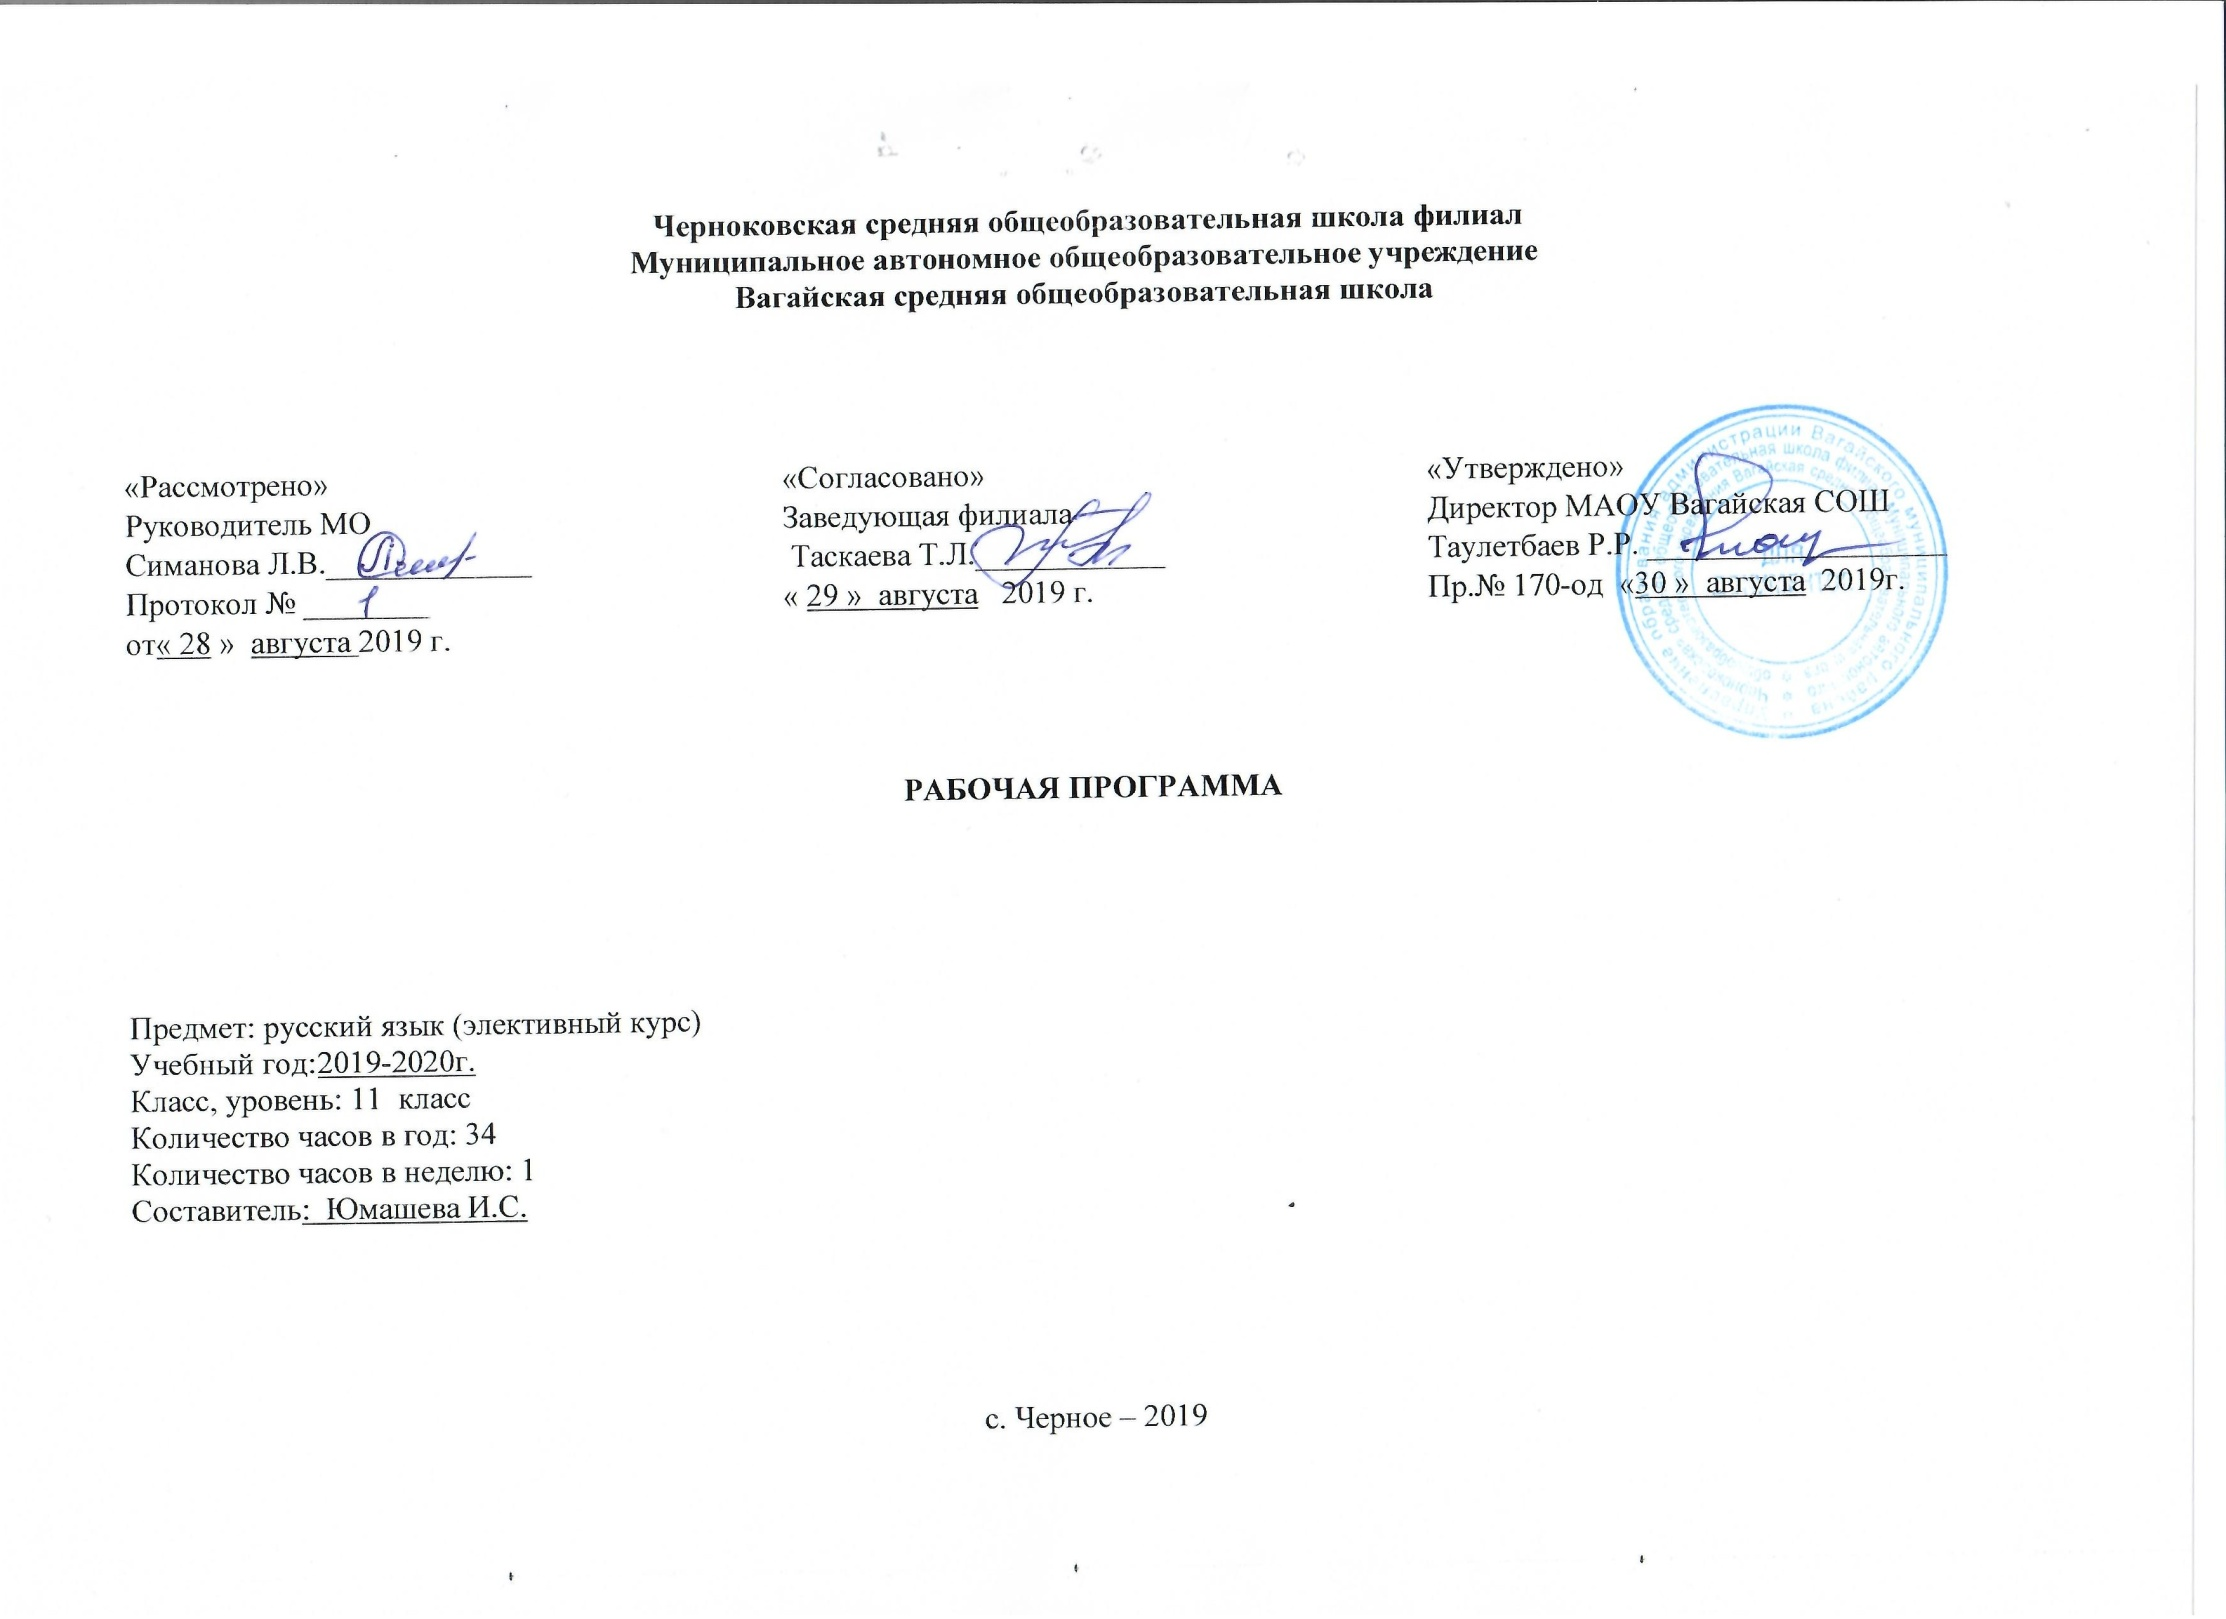 Черноковская средняя общеобразовательная школа филиал
Муниципальное автономное общеобразовательное учреждение
Вагайская средняя общеобразовательная школа
«Рассмотрено»
Руководитель МО
Симанова Л.В.
Протокол № 1
от« 28 » августа 2019 г.
«Согласовано»
Заведующая филиала
Таскаева Т.Л.
« 29 » августа 2019 г.
«Утверждено»
Директор МАОУ Вагайская СОШ
Таулетбаев Р.Р.
Пр.№ 170-од «30 » августа 2019г.
РАБОЧАЯ ПРОГРАММА
Предмет: русский язык (элективный курс)
Учебный год:2019-2020г.
Класс, уровень: 11 класс
Количество часов в год: 34
Количество часов в неделю: 1
Составитель: Юмашева И.С.
с. Черное – 2019